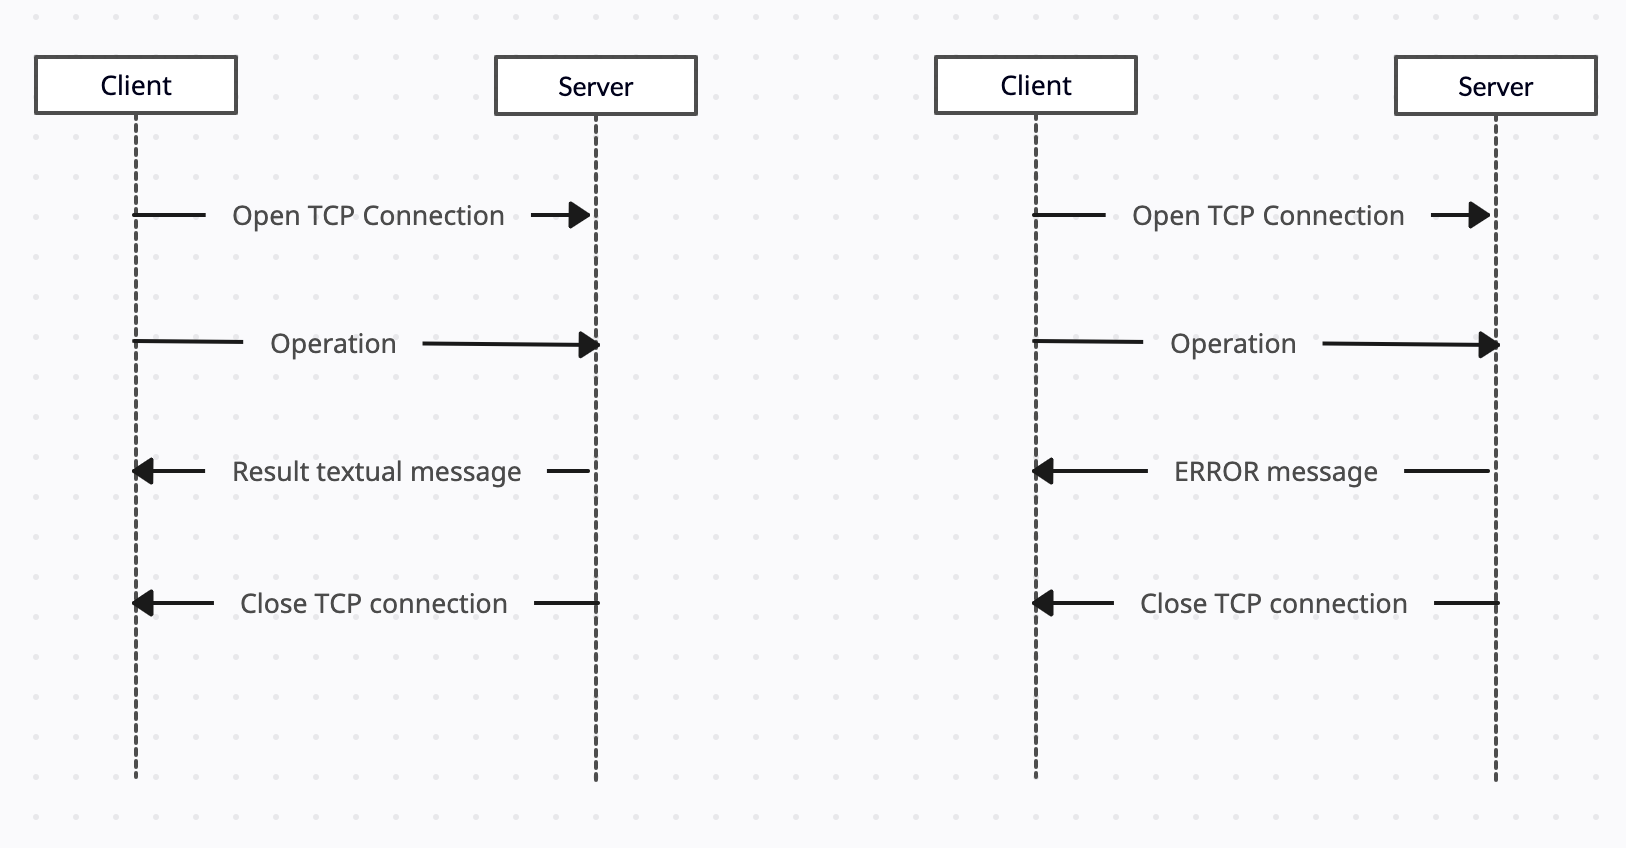 Client
Server
Open TCP Connection
Operation
Result textual message
Close TCP connection
Client
Server
Open TCP Connection
Operation
ERROR message
Close TCP connection